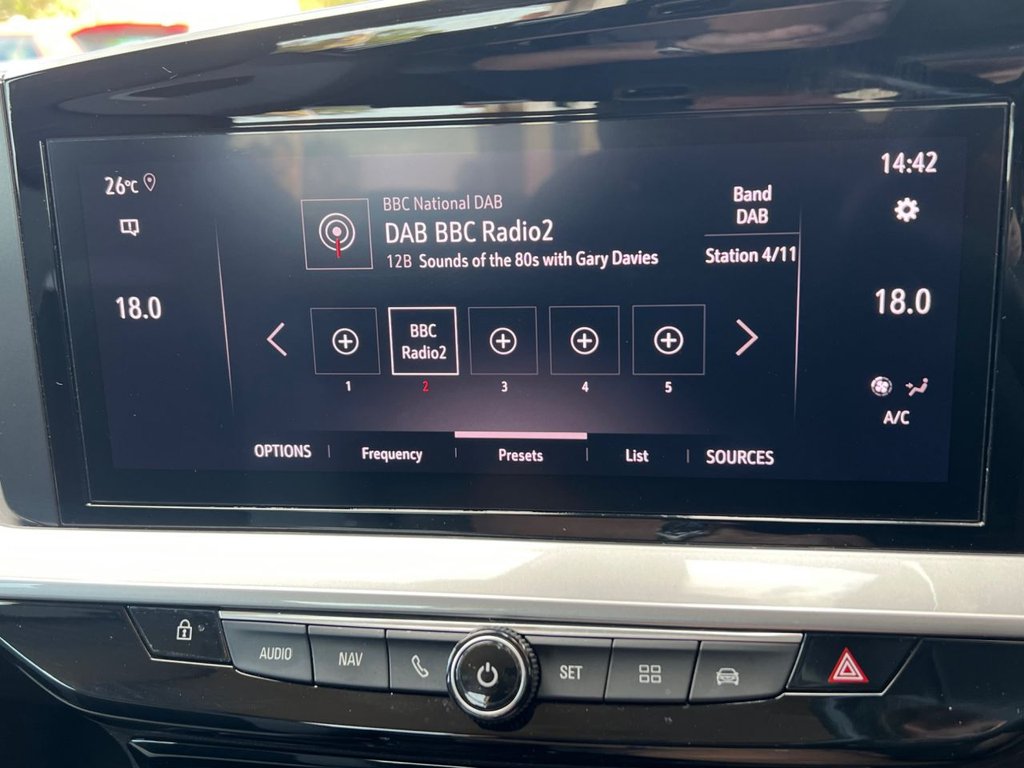 26°C
14:42
BBC National DAB
DAB BBC Radio2
12B Sounds of the 80s with Gary Davies
Band
DAB
Station 4/11
18.0
18.0
BBC
Radio2
1
2
3
4
5
A/C
OPTIONS
Frequency
Presets
List
SOURCES
AUDIO
NAV
SET